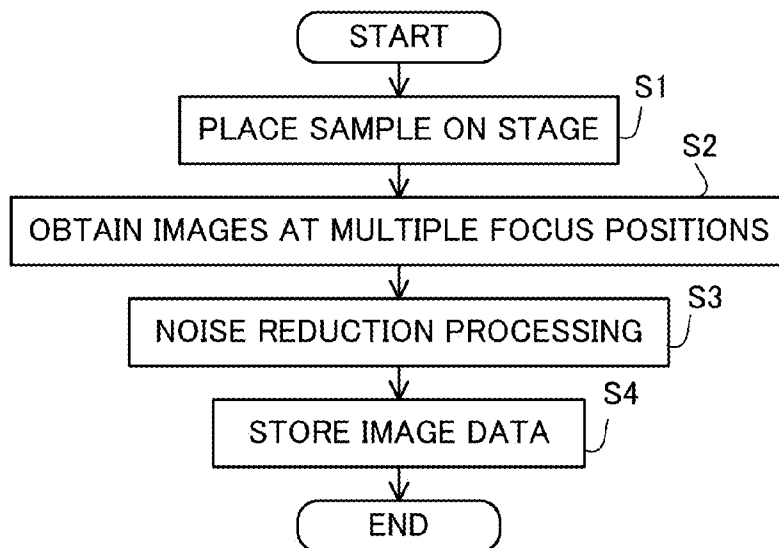 START
S1
PLACE SAMPLE ON STAGE
S2
OBTAIN IMAGES AT MULTIPLE FOCUS POSITIONS
S3
NOISE REDUCTION PROCESSING
S4
STORE IMAGE DATA
END